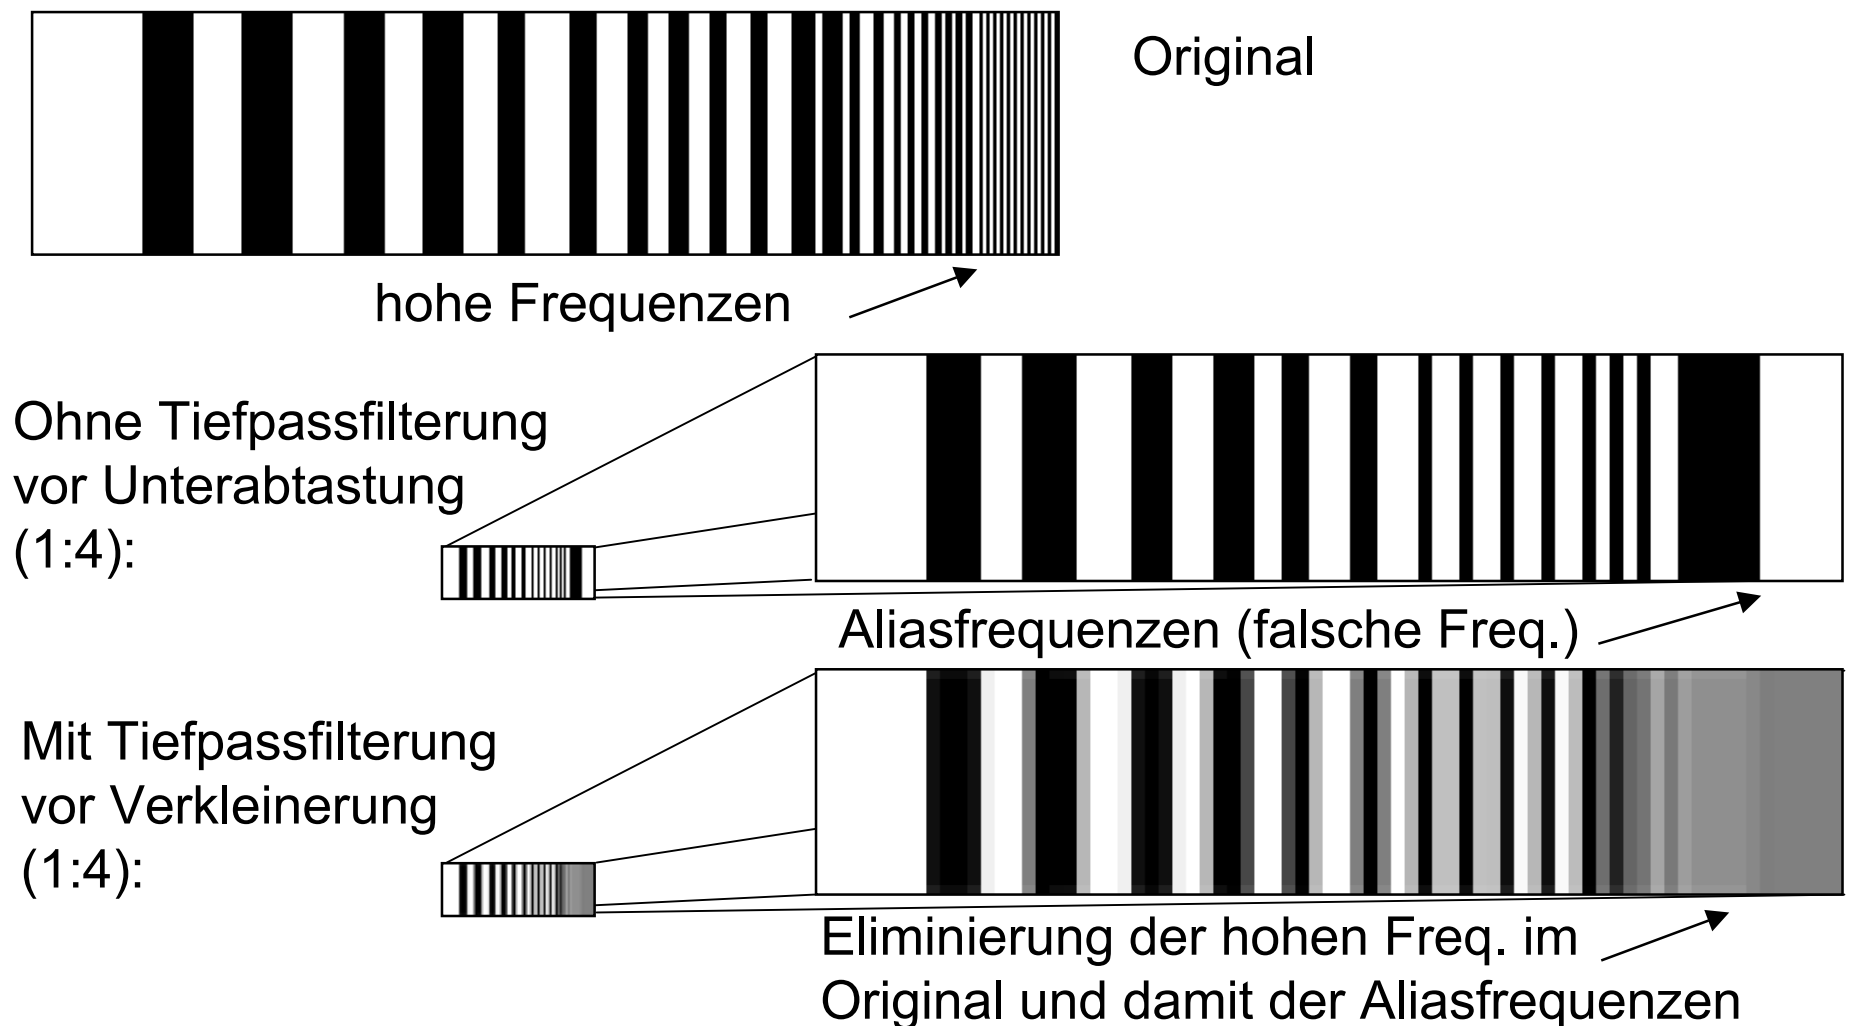 Original
hohe Frequenzen
Ohne Tiefpassfilterung
vor Unterabtastung
(1:4):
Aliasfrequenzen (falsche Freq.)
Mit Tiefpassfilterung
vor Verkleinerung
(1:4):
Eliminierung der hohen Freq. im
Original und damit der Aliasfrequenzen